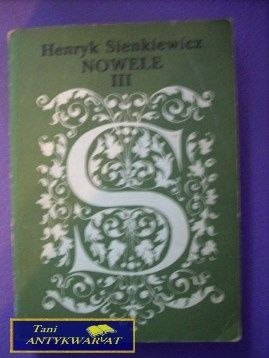 Henryk Sienkiewicz
NOWELE
III
S
Tani
ANTYKWARIAT